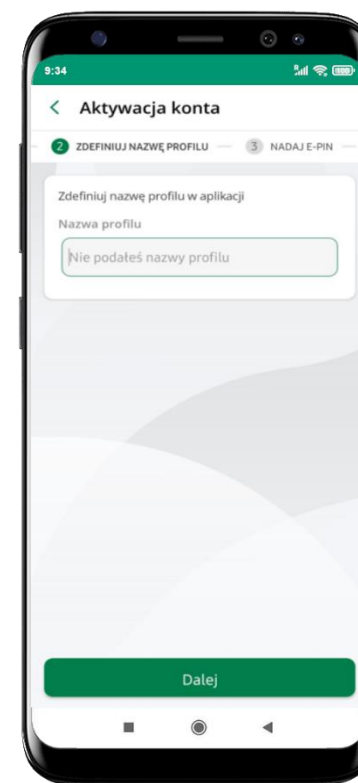 9:34
Aktywacja konta
2 ZDEFINIUJ NAZWĘ PROFILU 3 NADAJ E-PIN
Zdefiniuj nazwę profilu w aplikacji
Nazwa profilu
Nie podałeś nazwy profilu
Dalej